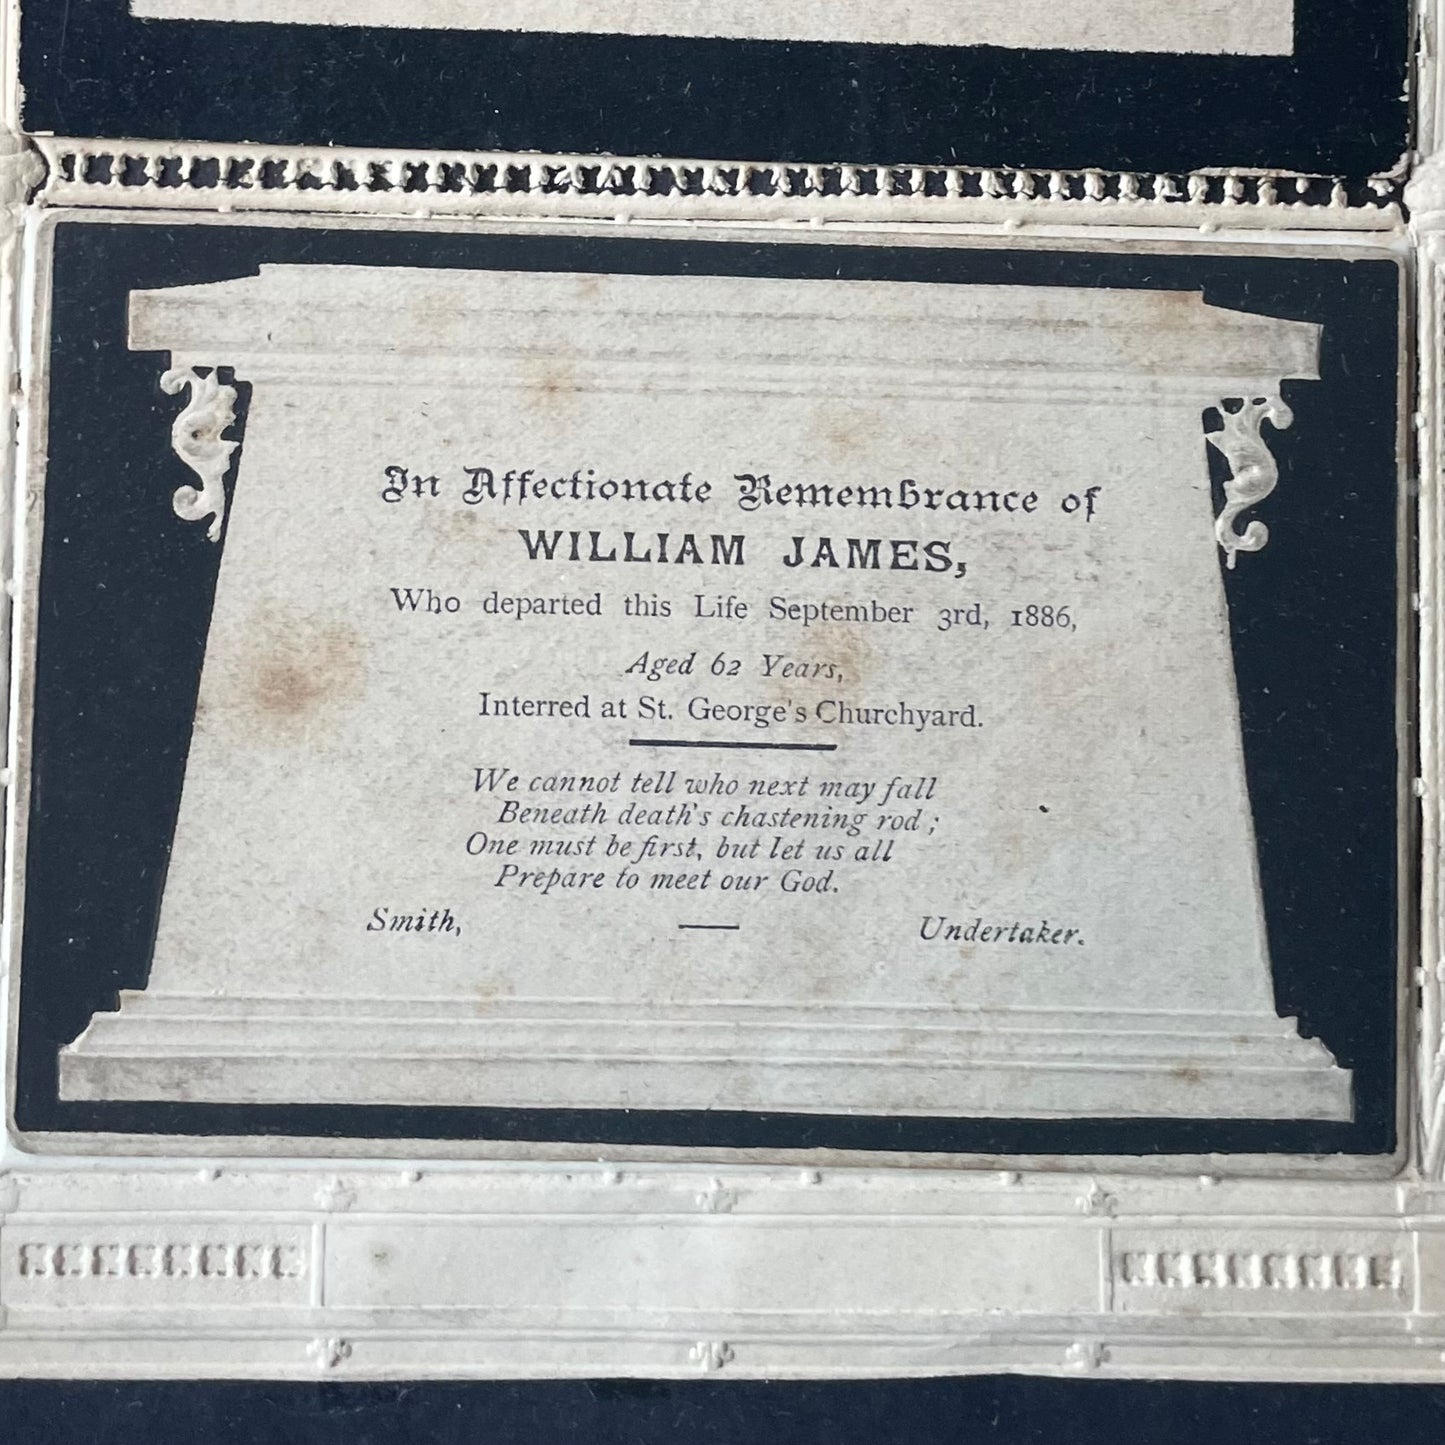 In Affectionate Remembrance of
WILLIAM JAMES,
Who departed this Life September 3rd, 1886,
Aged 62 Years,
Interred at St. George's Churchyard.
We cannot tell who next may fall
Beneath death's chastening rod ;
One must be first, but let us all
Prepare to meet our God.
Smith, — Undertaker.